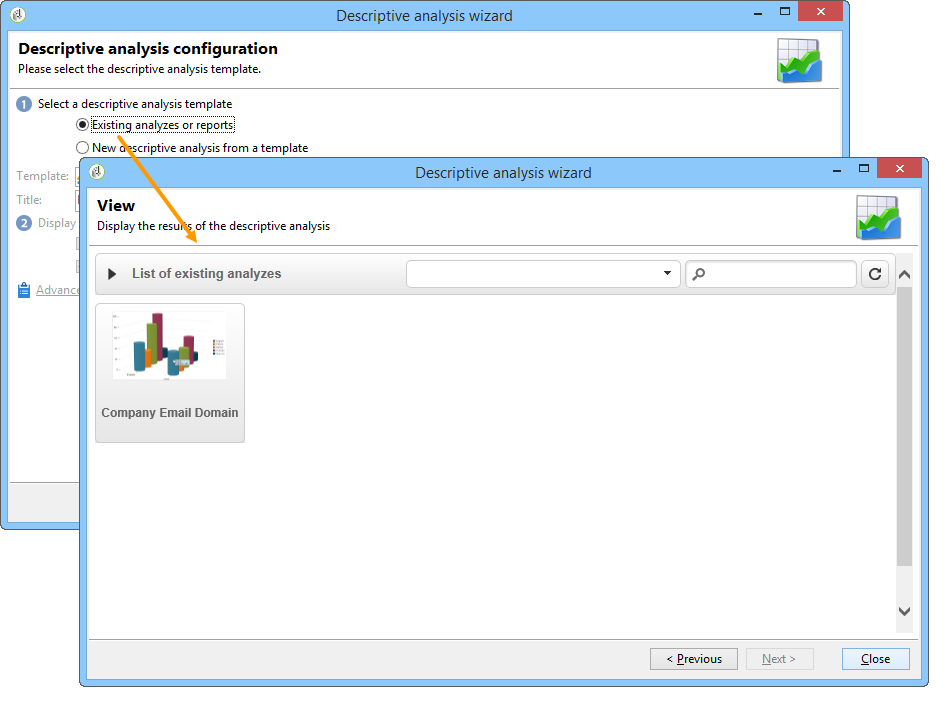 Descriptive analysis wizard
Descriptive analysis configuration
Please select the descriptive analysis template.
1 Select a descriptive analysis template
Existing analyzes or reports
New descriptive analysis from a template
Template:
Title:
2 Display
Advance
Descriptive analysis wizard
View
Display the results of the descriptive analysis
List of existing analyzes
Company Email Domain
< Previous
Next >
Close